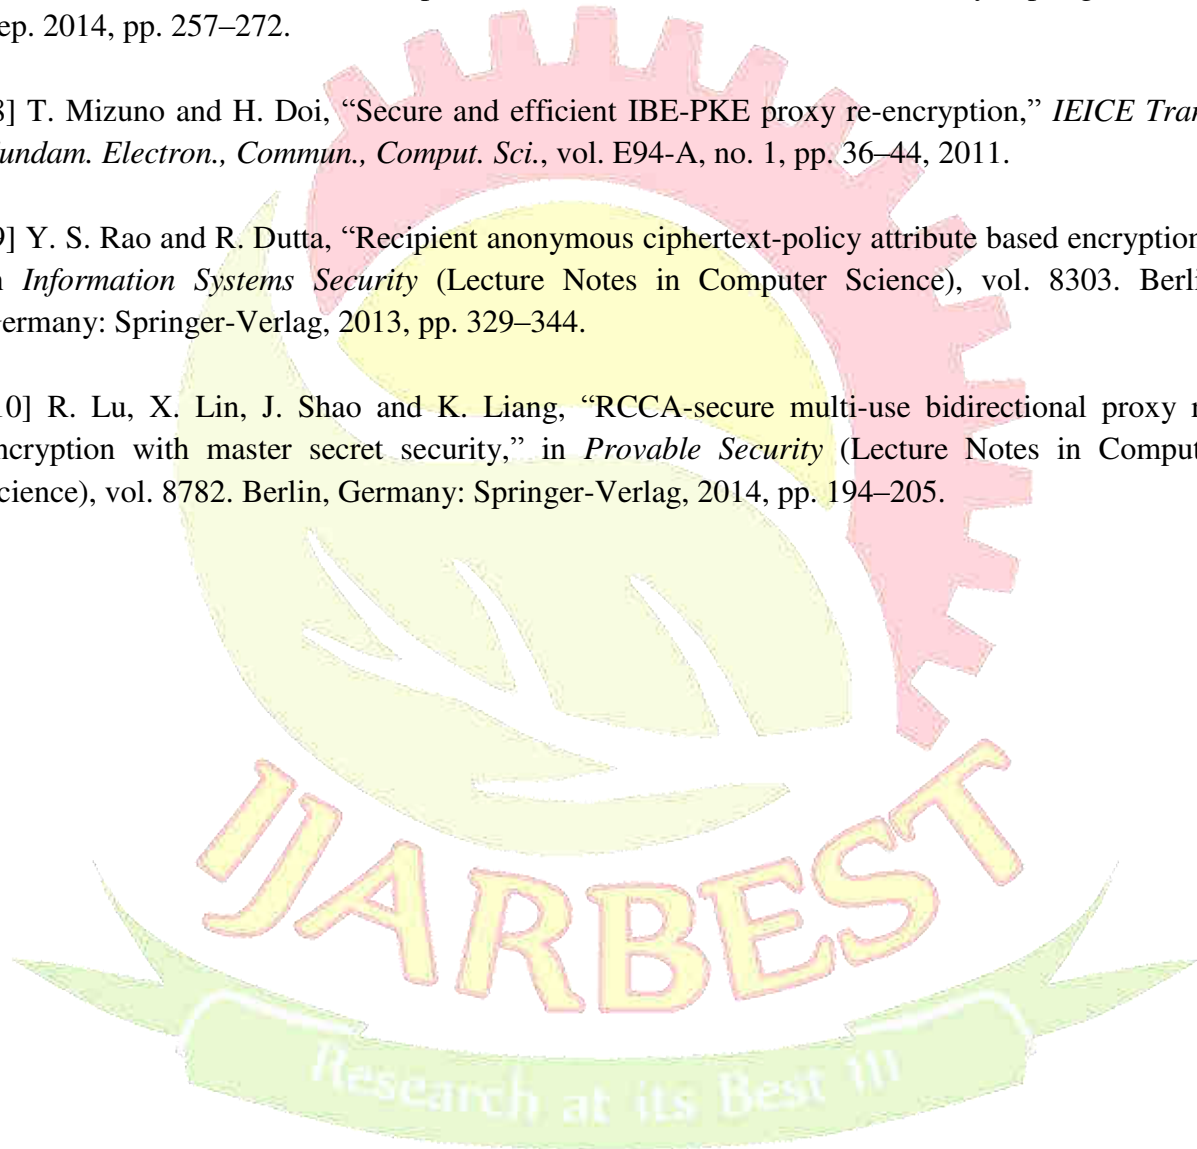 ep. 2014, pp. 257–272.
8] T. Mizuno and H. Doi, “Secure and efficient IBE-PKE proxy re-encryption,” IEICE Tran
undam. Electron., Commun., Comput. Sci., vol. E94-A, no. 1, pp. 36–44, 2011.
9] Y. S. Rao and R. Dutta, “Recipient anonymous ciphertext-policy attribute based encryption
n Information Systems Security (Lecture Notes in Computer Science), vol. 8303. Berli
ermany: Springer-Verlag, 2013, pp. 329–344.
10] R. Lu, X. Lin, J. Shao and K. Liang, “RCCA-secure multi-use bidirectional proxy r
ncryption with master secret security,” in Provable Security (Lecture Notes in Comput
cience), vol. 8782. Berlin, Germany: Springer-Verlag, 2014, pp. 194–205.
IJARBEST
Research at its Best !!!